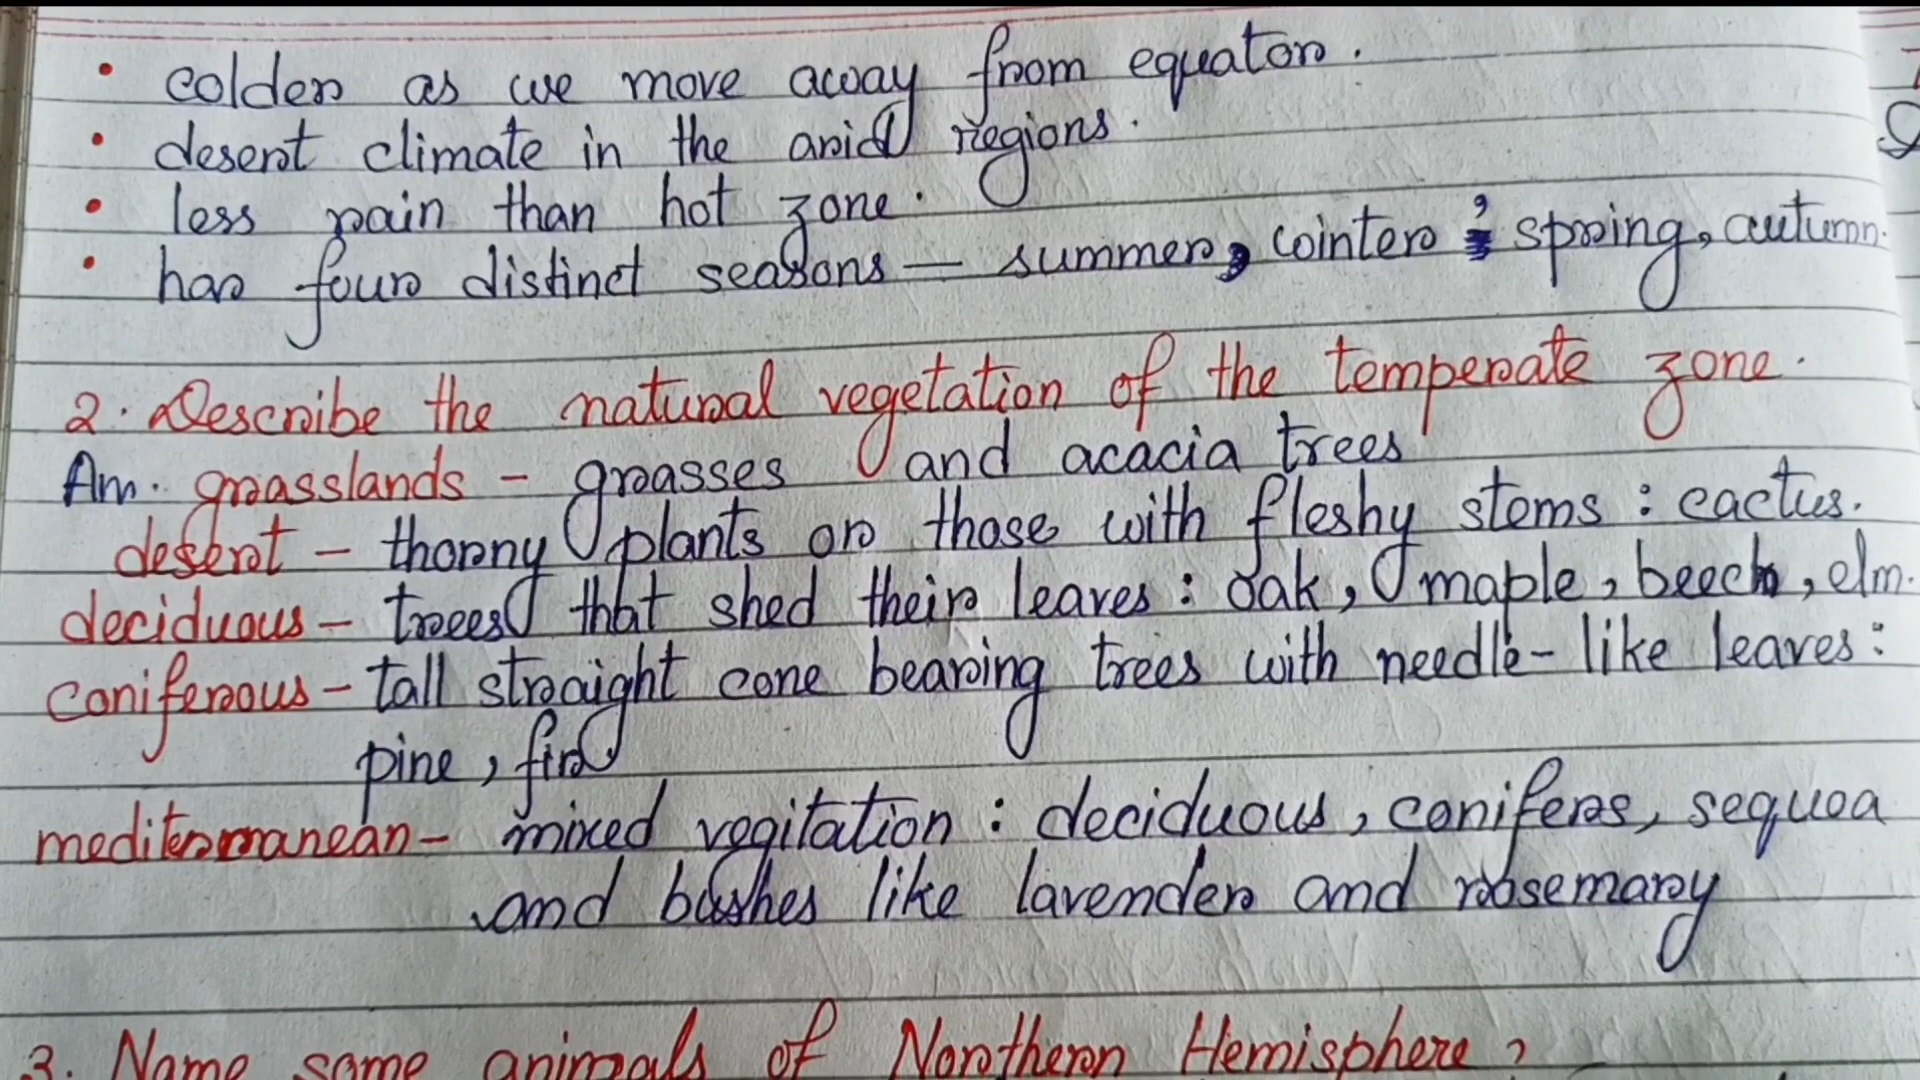 • colder as we move away from equator.
• desert climate in the arid regions.
• less rain than hot zone.
• has four distinct seasons — summer, winter, spring, autumn.
2. Describe the natural vegetation of the temperate zone.
An. grasslands - grasses and acacia trees
desert - thorny plants or those with fleshy stems : cactus.
deciduous - trees that shed their leaves : oak, maple, beech, elm.
coniferous - tall straight cone bearing trees with needle-like leaves :
pine, fir
mediterranean - mixed vegitation : deciduous, conifers, sequoa
and bushes like lavender and rosemary
3. Name some animals of Northern Hemisphere ?